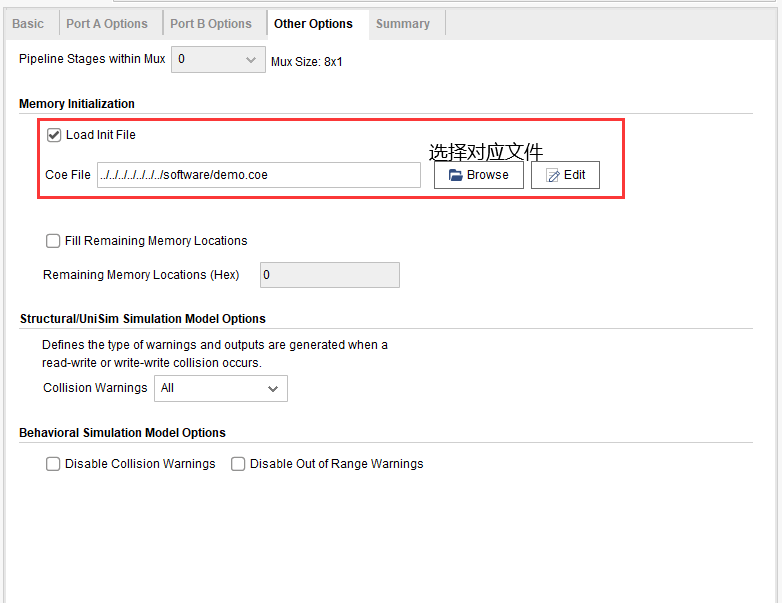 Basic Port A Options Port B Options Other Options Summary
Pipeline Stages within Mux 0 Mux Size: 8x1
Memory Initialization
Load Init File
选择对应文件
Coe File ../../../../../../../software/demo.coe Browse Edit
Fill Remaining Memory Locations
Remaining Memory Locations (Hex) 0
Structural/UniSim Simulation Model Options
Defines the type of warnings and outputs are generated when a
read-write or write-write collision occurs.
Collision Warnings All
Behavioral Simulation Model Options
Disable Collision Warnings Disable Out of Range Warnings